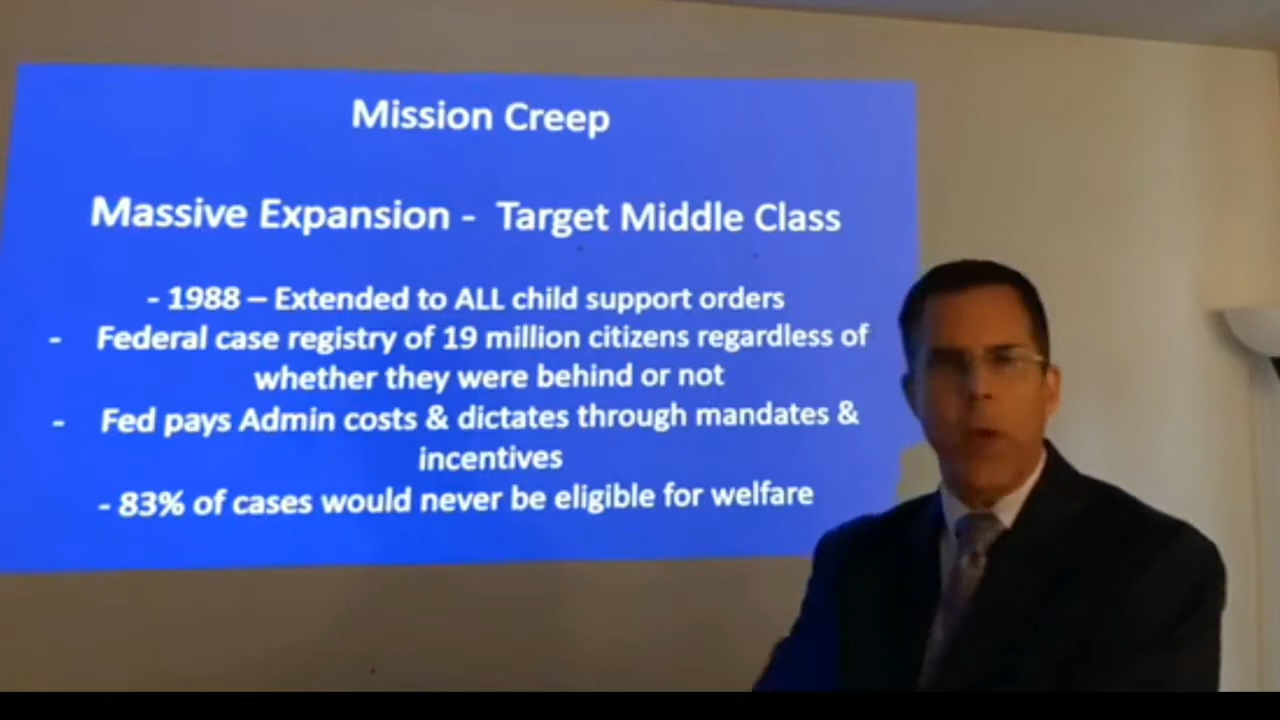 Mission Creep
Massive Expansion - Target Middle Class
- 1988 – Extended to ALL child support orders
- Federal case registry of 19 million citizens regardless of
whether they were behind or not
- Fed pays Admin costs & dictates through mandates &
incentives
- 83% of cases would never be eligible for welfare